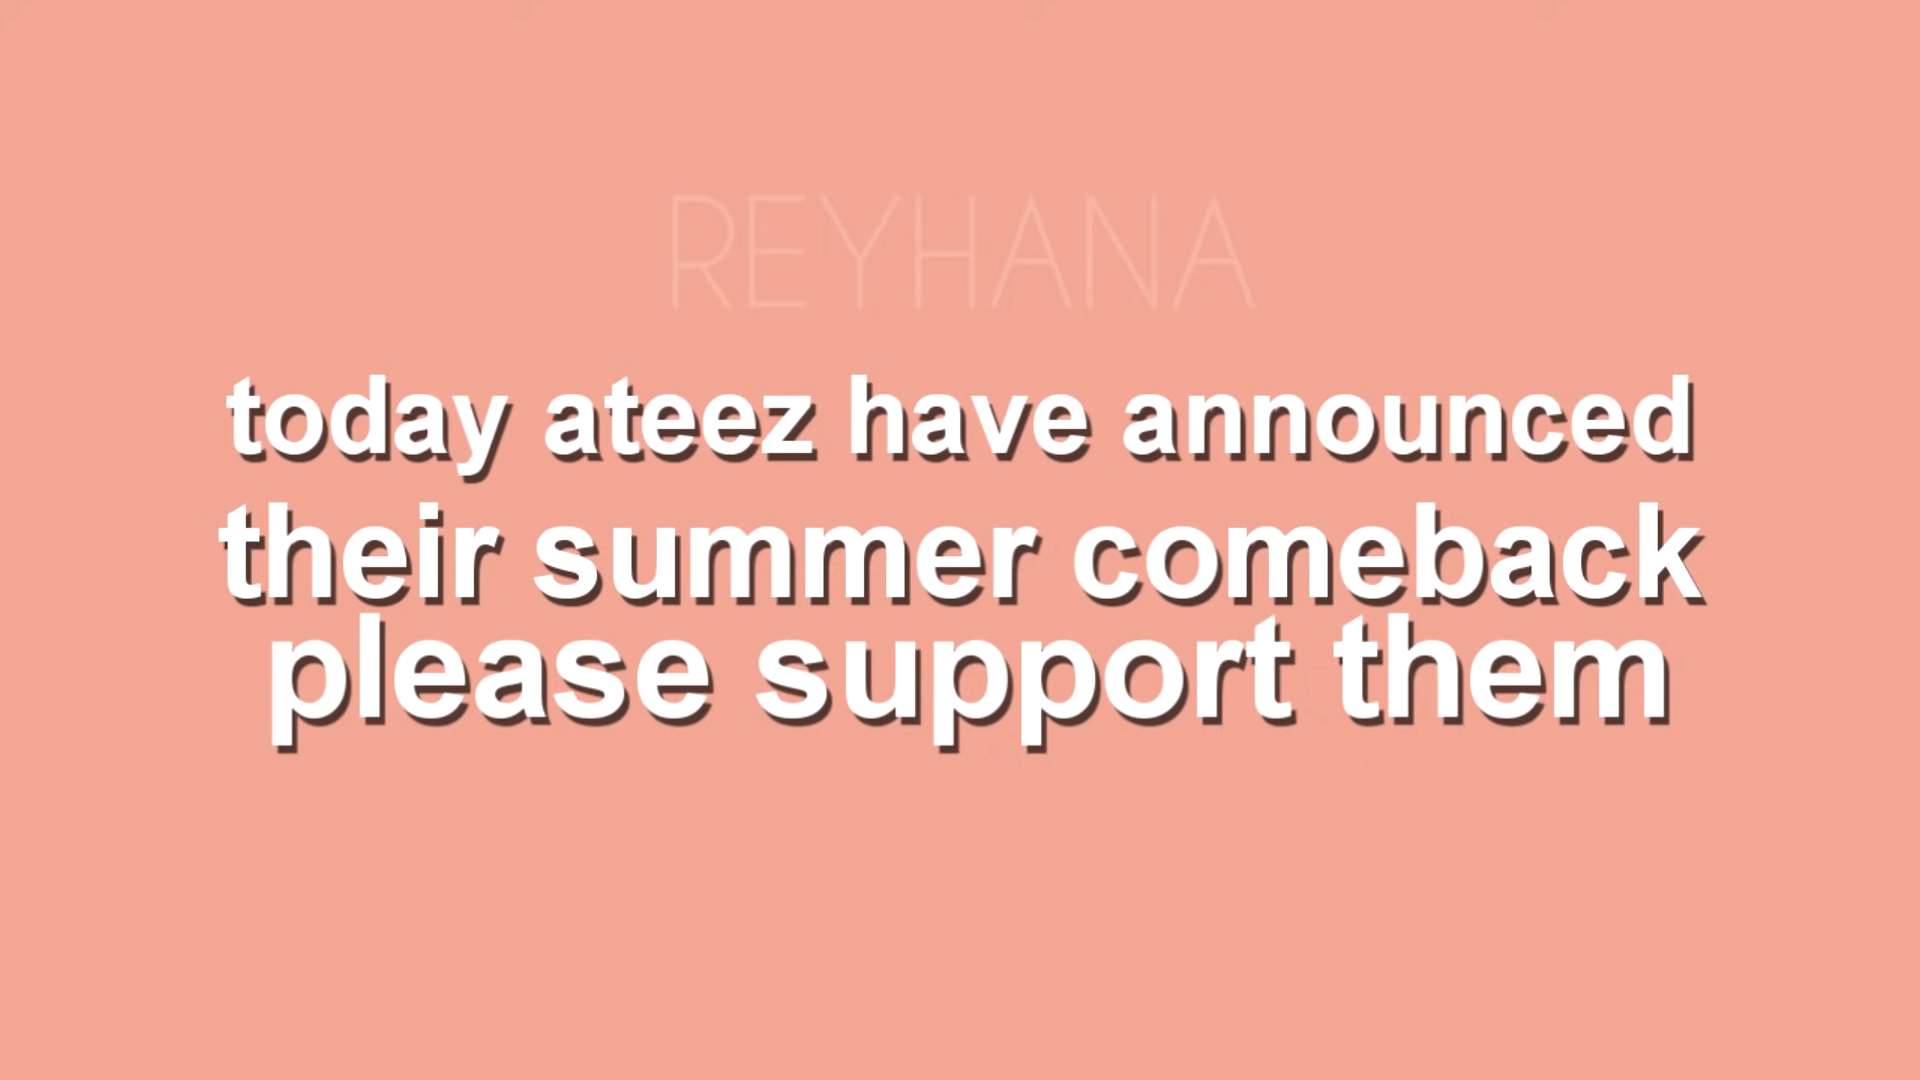 REYHANA
today ateez have announced
their summer comeback
please support them